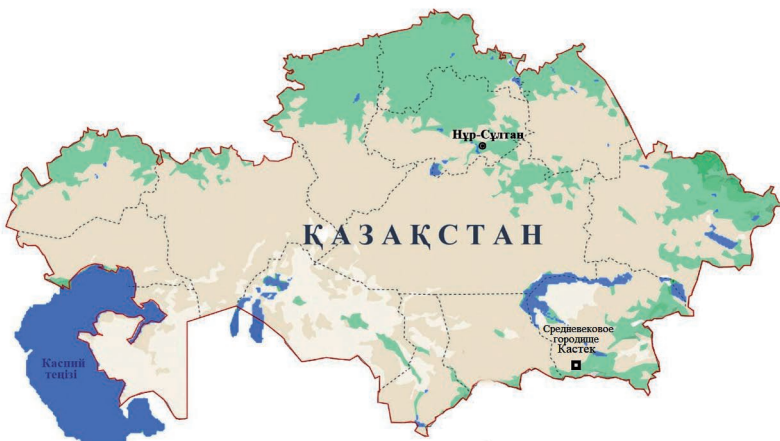 Нұр-Сұлтан
ҚАЗАҚСТАН
Средневековое
городище
Кастек
Каспий
теңізі